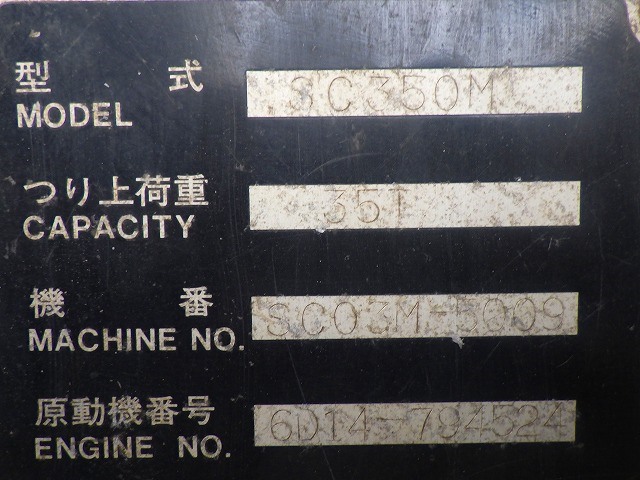 型 式 SC350M
MODEL
つり上荷重 35T
CAPACITY
機 番 SC03M-5009
MACHINE NO.
原動機番号 6D14-794524
ENGINE NO.